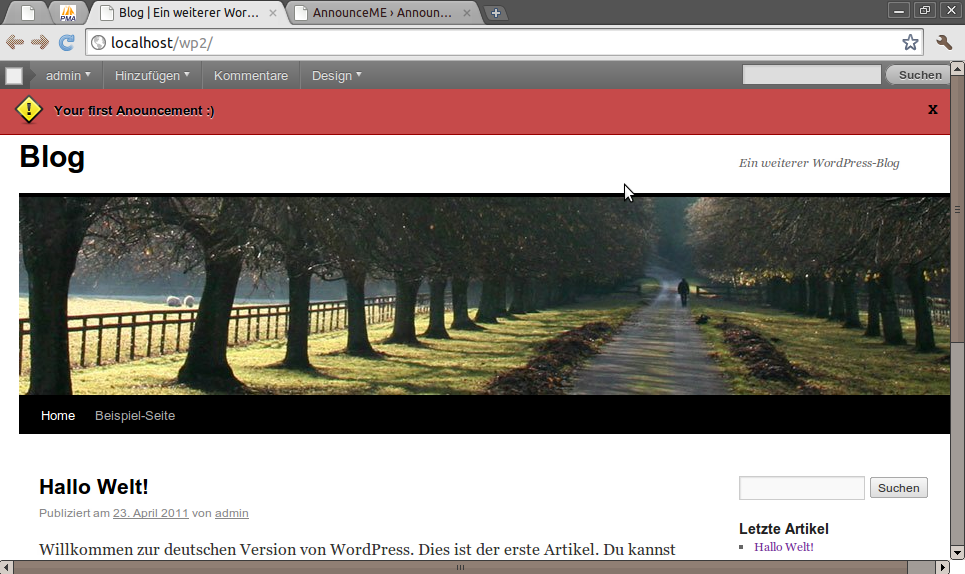 Blog | Ein weiterer Wor...
AnnounceME › Announ...
PMA
localhost/wp2/
admin Hinzufügen Kommentare Design Suchen
Your first Anouncement :) x
Blog
Ein weiterer WordPress-Blog
Home Beispiel-Seite
Hallo Welt!
Publiziert am 23. April 2011 von admin
Willkommen zur deutschen Version von WordPress. Dies ist der erste Artikel. Du kannst
Suchen
Letzte Artikel
Hallo Welt!